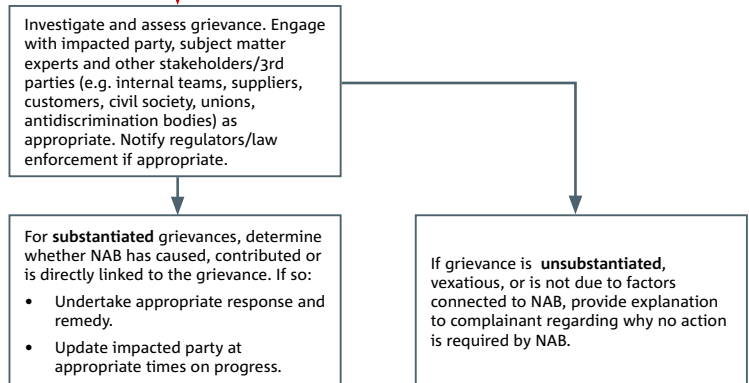 Investigate and assess grievance. Engage
with impacted party, subject matter
experts and other stakeholders/3rd
parties (e.g. internal teams, suppliers,
customers, civil society, unions,
antidiscrimination bodies) as
appropriate. Notify regulators/law
enforcement if appropriate.
For substantiated grievances, determine
whether NAB has caused, contributed or
is directly linked to the grievance. If so:
• Undertake appropriate response and
remedy.
• Update impacted party at
appropriate times on progress.
If grievance is unsubstantiated,
vexatious, or is not due to factors
connected to NAB, provide explanation
to complainant regarding why no action
is required by NAB.